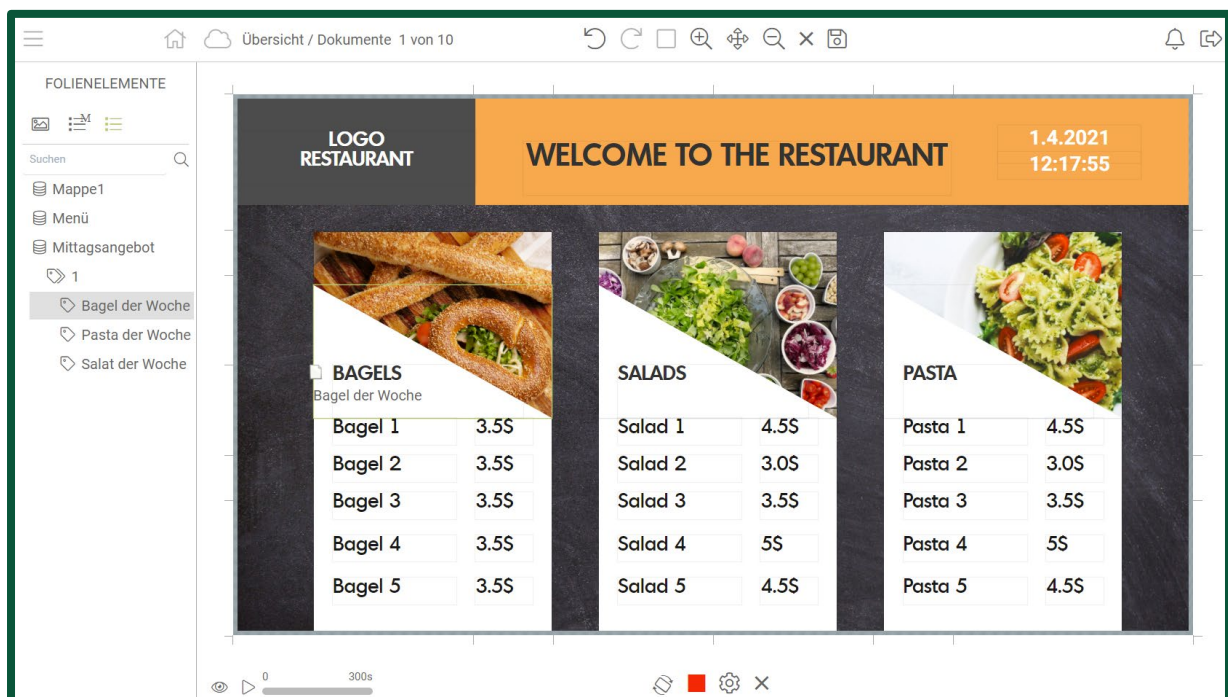 Übersicht / Dokumente 1 von 10
FOLIENELEMENTE
M
Suchen
Mappe1
Menü
Mittagsangebot
1
Bagel der Woche
Pasta der Woche
Salat der Woche
LOGO
RESTAURANT
WELCOME TO THE RESTAURANT
1.4.2021
12:17:55
BAGELS
Bagel der Woche
Bagel 1 3.5$
Bagel 2 3.5$
Bagel 3 3.5$
Bagel 4 3.5$
Bagel 5 3.5$
SALADS
Salad 1 4.5$
Salad 2 3.0$
Salad 3 3.5$
Salad 4 5$
Salad 5 4.5$
PASTA
Pasta 1 4.5$
Pasta 2 3.0$
Pasta 3 3.5$
Pasta 4 5$
Pasta 5 4.5$
0 300s